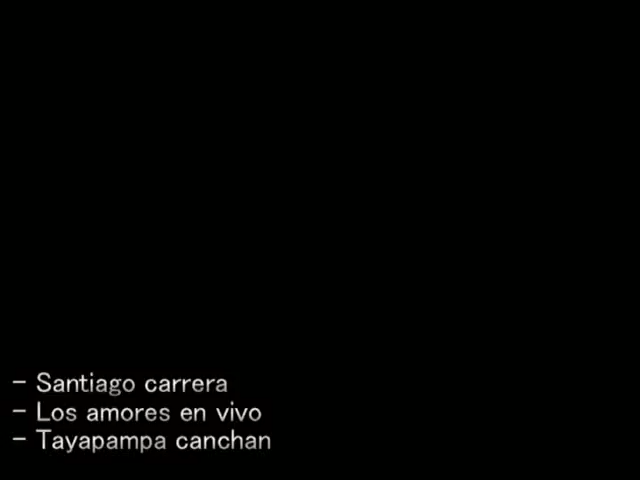 - Santiago carrera
- Los amores en vivo
- Tayapampa canchan